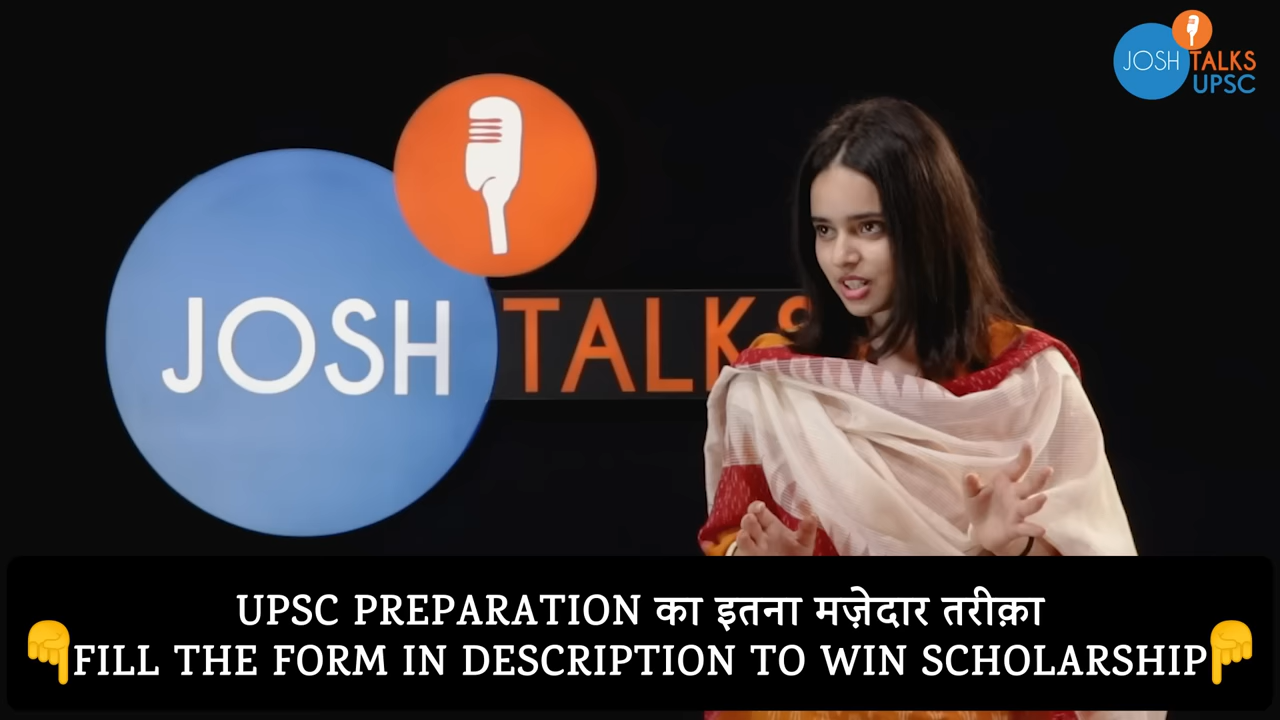 JOSH TALKS
UPSC
JOSH TALKS
UPSC PREPARATION का इतना मज़ेदार तरीक़ा
FILL THE FORM IN DESCRIPTION TO WIN SCHOLARSHIP